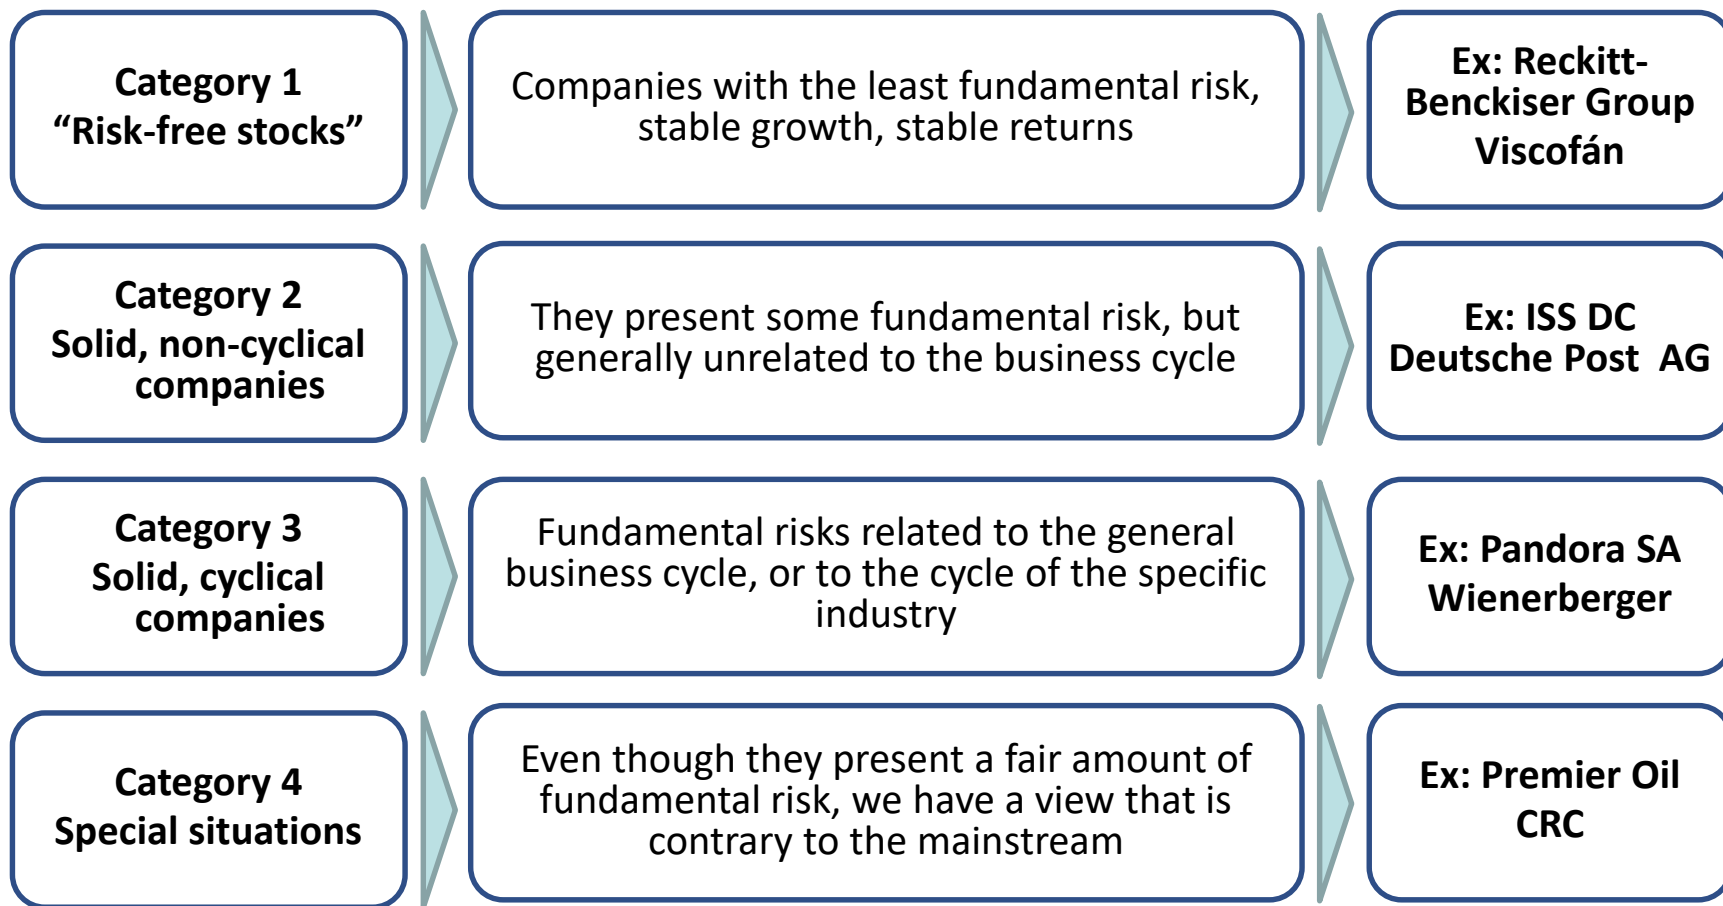 Category 1
“Risk-free stocks”
Companies with the least fundamental risk,
stable growth, stable returns
Ex: Reckitt-
Benckiser Group
Viscofán
Category 2
Solid, non-cyclical
companies
They present some fundamental risk, but
generally unrelated to the business cycle
Ex: ISS DC
Deutsche Post AG
Category 3
Solid, cyclical
companies
Fundamental risks related to the general
business cycle, or to the cycle of the specific
industry
Ex: Pandora SA
Wienerberger
Category 4
Special situations
Even though they present a fair amount of
fundamental risk, we have a view that is
contrary to the mainstream
Ex: Premier Oil
CRC